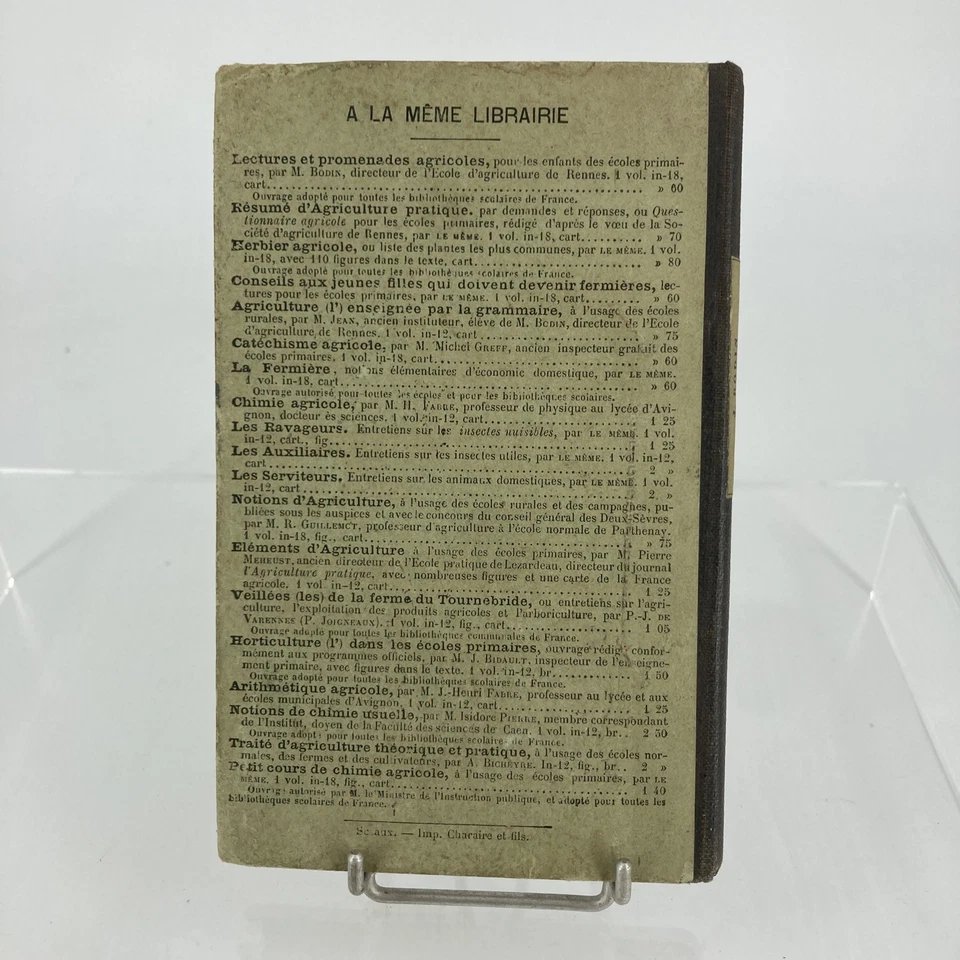 A LA MÊME LIBRAIRIE
Lectures et promenades agricoles, pour les enfants des écoles primai-
res, par M. BODIN, directeur de l'Ecole d'agriculture de Rennes. 1 vol. in-18,
cart. » 60
Ouvrage adopté pour toutes les bibliothèques scolaires de France.
Résumé d'Agriculture pratique, par demandes et réponses, ou Ques-
tionnaire agricole pour les écoles primaires, rédigé d'après le vœu de la So-
ciété d'agriculture de Rennes, par LE MÊME. 1 vol. in-18, cart. » 70
Herbier agricole, ou liste des plantes les plus communes, par LE MÊME. 1 vol.
in-18, avec 110 figures dans le texte, cart. » 80
Ouvrage adopté pour toutes les bibliothèques scolaires de France.
Conseils aux jeunes filles qui doivent devenir fermières, lec-
tures pour les écoles primaires, par LE MÊME. 1 vol. in-18, cart. » 60
Agriculture (l') enseignée par la grammaire, à l'usage des écoles
rurales, par M. JEAN, ancien instituteur, élève de M. BODIN, directeur de l'Ecole
d'agriculture de Rennes. 1 vol. in-12, cart. » 75
Catéchisme agricole, par M. Michel GREFF, ancien inspecteur gratuit des
écoles primaires. 1 vol. in-18, cart. » 60
La Fermière, notions élémentaires d'économie domestique, par LE MÊME.
1 vol. in-18, cart. » 60
Ouvrage autorisé pour toutes les écoles et pour les bibliothèques scolaires.
Chimie agricole, par M. H. FABRE, professeur de physique au lycée d'Avi-
gnon, docteur ès sciences. 1 vol. in-12, cart. 1 25
Les Ravageurs. Entretiens sur les insectes nuisibles, par LE MÊME. 1 vol.
in-12, cart., fig. 1 25
Les Auxiliaires. Entretiens sur les insectes utiles, par LE MÊME. 1 vol. in-12,
cart. 2 »
Les Serviteurs. Entretiens sur les animaux domestiques, par LE MÊME. 1 vol.
in-12, cart. 2 »
Notions d'Agriculture, à l'usage des écoles rurales et des campagnes, pu-
bliées sous les auspices et avec le concours du conseil général des Deux-Sèvres,
par M. R. GUILLEMOT, professeur d'agriculture à l'école normale de Parthenay.
1 vol. in-18, fig., cart. » 75
Eléments d'Agriculture à l'usage des écoles primaires, par M. Pierre
MEHEUST, ancien directeur de l'Ecole pratique de Lezardeau, directeur du journal
l'Agriculture pratique, avec nombreuses figures et une carte de la France
agricole. 1 vol. in-12, cart. 1 25
Veillées (les) de la ferme du Tournebride, ou entretiens sur l'agri-
culture, l'exploitation des produits agricoles et l'arboriculture, par P.-J. DE
VARENNES (P. JOIGNEAUX). 1 vol. in-12, fig., cart. 1 05
Ouvrage adopté pour toutes les bibliothèques communales de France.
Horticulture (l') dans les écoles primaires, ouvrage rédigé confor-
mément aux programmes officiels, par M. J. BIDAULT, inspecteur de l'enseigne-
ment primaire, avec figures dans le texte. 1 vol. in-12, br. 1 50
Ouvrage adopté pour toutes les bibliothèques scolaires de France.
Arithmétique agricole, par M. J.-Henri FABRE, professeur au lycée et aux
écoles municipales d'Avignon. 1 vol. in-12, cart. 1 25
Notions de chimie usuelle, par M. Isidore PIERRE, membre correspondant
de l'Institut, doyen de la Faculté des sciences de Caen. 1 vol. in-12, br. 2 50
Ouvrage adopté pour toutes les bibliothèques scolaires de France.
Traité d'agriculture théorique et pratique, à l'usage des écoles nor-
males, des fermes et des cultivateurs, par A. BICHEYRE. In-12, fig., br. 2 »
Petit cours de chimie agricole, à l'usage des écoles primaires, par LE
MÊME. 1 vol. in-18, fig., cart. 1 40
Ouvrage autorisé par M. le Ministre de l'Instruction publique, et adopté pour toutes les
bibliothèques scolaires de France.
Sceaux. — Imp. Charaire et fils.